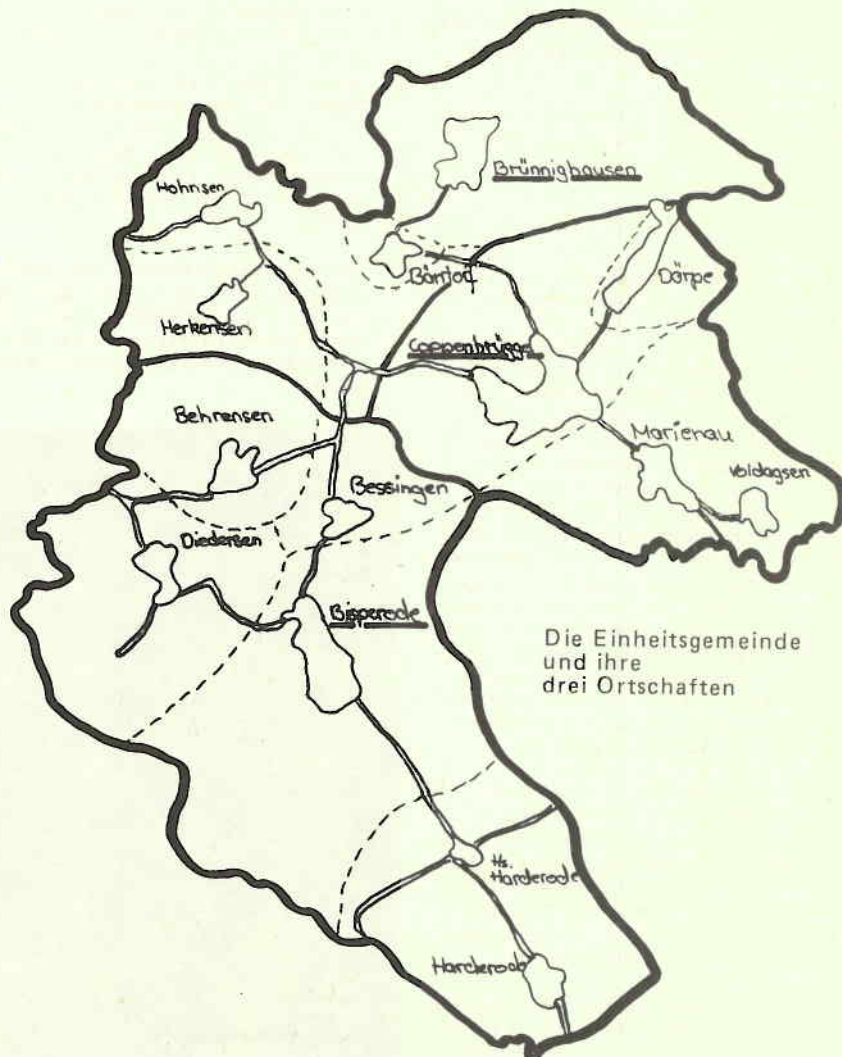 Brünnighausen
Hohnsen
Dörpe
Herkensen
Coppenbrügge
Behrensen
Marienau
Voldagsen
Bessingen
Diedersen
Bisperode
Die Einheitsgemeinde
und ihre
drei Ortschaften
Hs.
Harderode
Harderode